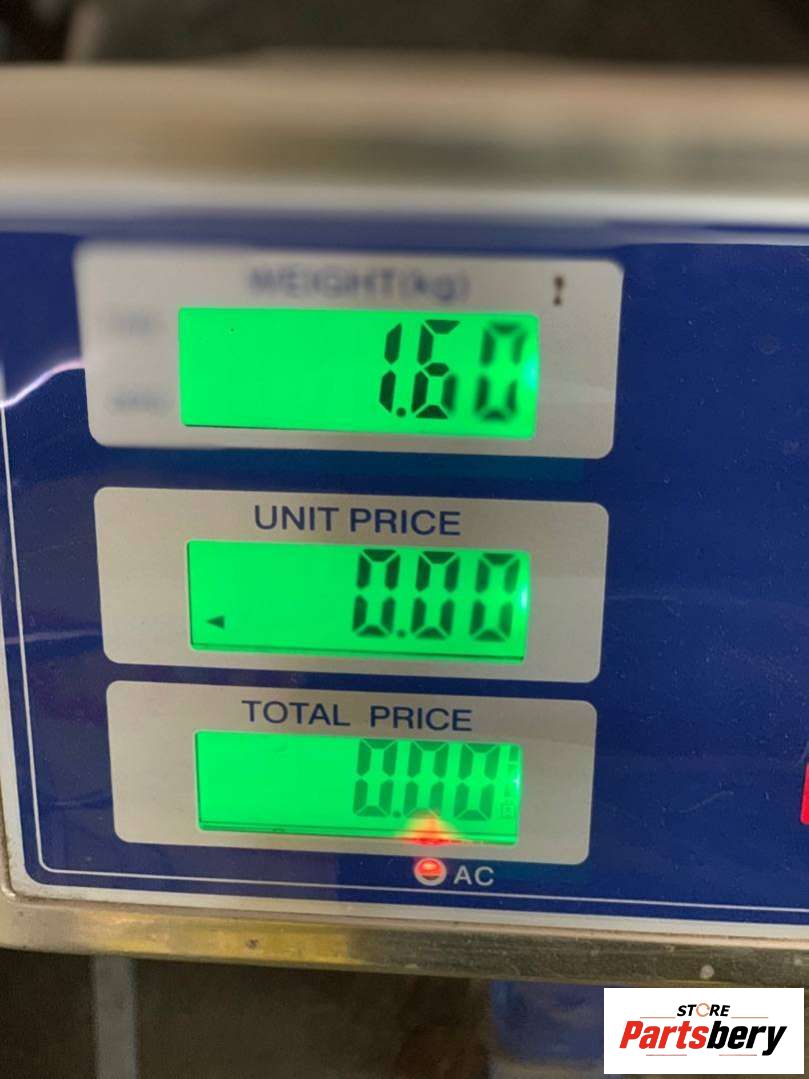 WEIGHT(kg)
1.60
UNIT PRICE
0.00
TOTAL PRICE
0.00
AC
STORE
Partsbery